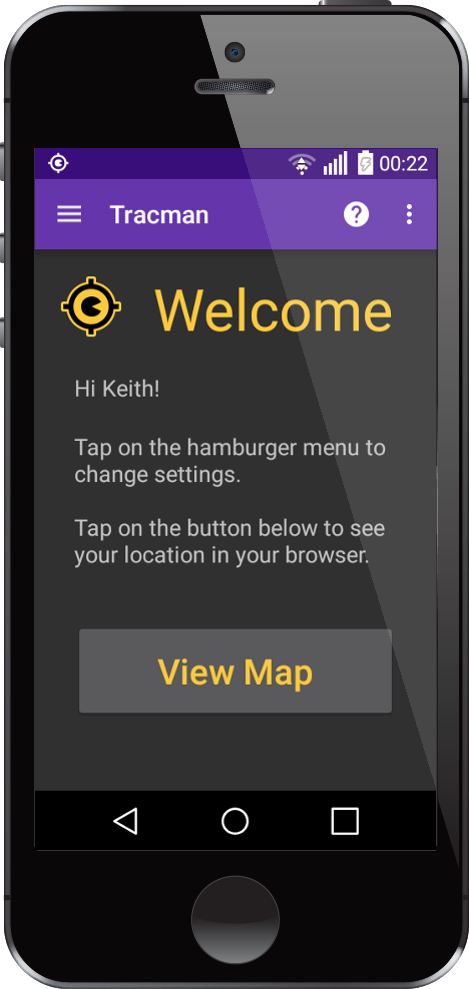 00:22
Tracman
Welcome
Hi Keith!
Tap on the hamburger menu to
change settings.
Tap on the button below to see
your location in your browser.
View Map